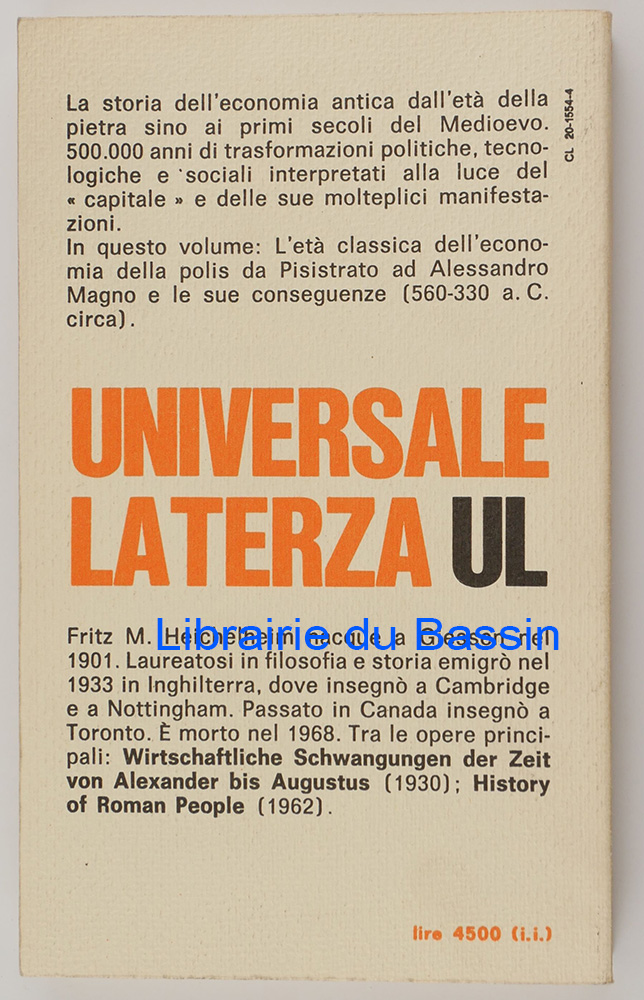 La storia dell'economia antica dall'età della
pietra sino ai primi secoli del Medioevo.
500.000 anni di trasformazioni politiche, tecno-
logiche e sociali interpretati alla luce del
« capitale » e delle sue molteplici manifesta-
zioni.
In questo volume: L'età classica dell'econo-
mia della polis da Pisistrato ad Alessandro
Magno e le sue conseguenze (560-330 a. C.
circa).
CL 20-1554-4
UNIVERSALE
LATERZA UL
Librairie du Bassin
Fritz M. Heichelheim nacque a Giessen nel
1901. Laureatosi in filosofia e storia emigrò nel
1933 in Inghilterra, dove insegnò a Cambridge
e a Nottingham. Passato in Canada insegnò a
Toronto. È morto nel 1968. Tra le opere princi-
pali: Wirtschaftliche Schwangungen der Zeit
von Alexander bis Augustus (1930); History
of Roman People (1962).
lire 4500 (i.i.)